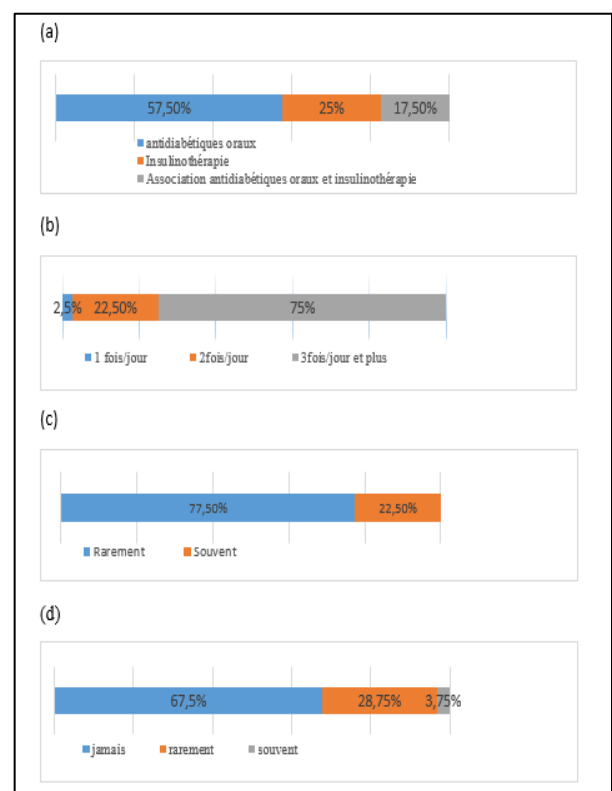 (a)
57,50% 25% 17,50%
antidiabétiques oraux
Insulinothérapie
Association antidiabétiques oraux et insulinothérapie
(b)
2,5% 22,50% 75%
1 fois/jour 2fois/jour 3fois/jour et plus
(c)
77,50% 22,50%
Rarement Souvent
(d)
67,5% 28,75% 3,75%
jamais rarement souvent